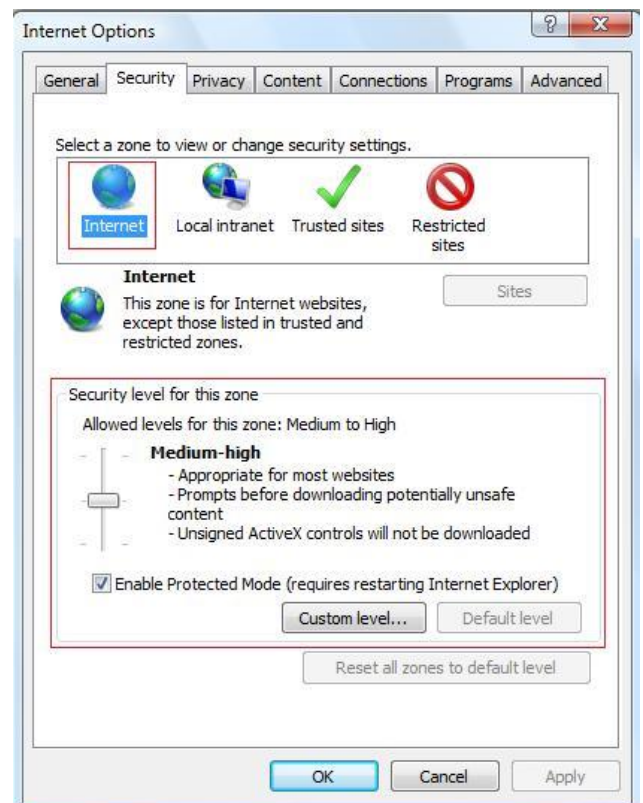 Internet Options
General Security Privacy Content Connections Programs Advanced
Select a zone to view or change security settings.
Internet Local intranet Trusted sites Restricted
sites
Internet
This zone is for Internet websites,
except those listed in trusted and
restricted zones.
Sites
Security level for this zone
Allowed levels for this zone: Medium to High
Medium-high
- Appropriate for most websites
- Prompts before downloading potentially unsafe
content
- Unsigned ActiveX controls will not be downloaded
Enable Protected Mode (requires restarting Internet Explorer)
Custom level... Default level
Reset all zones to default level
OK Cancel Apply